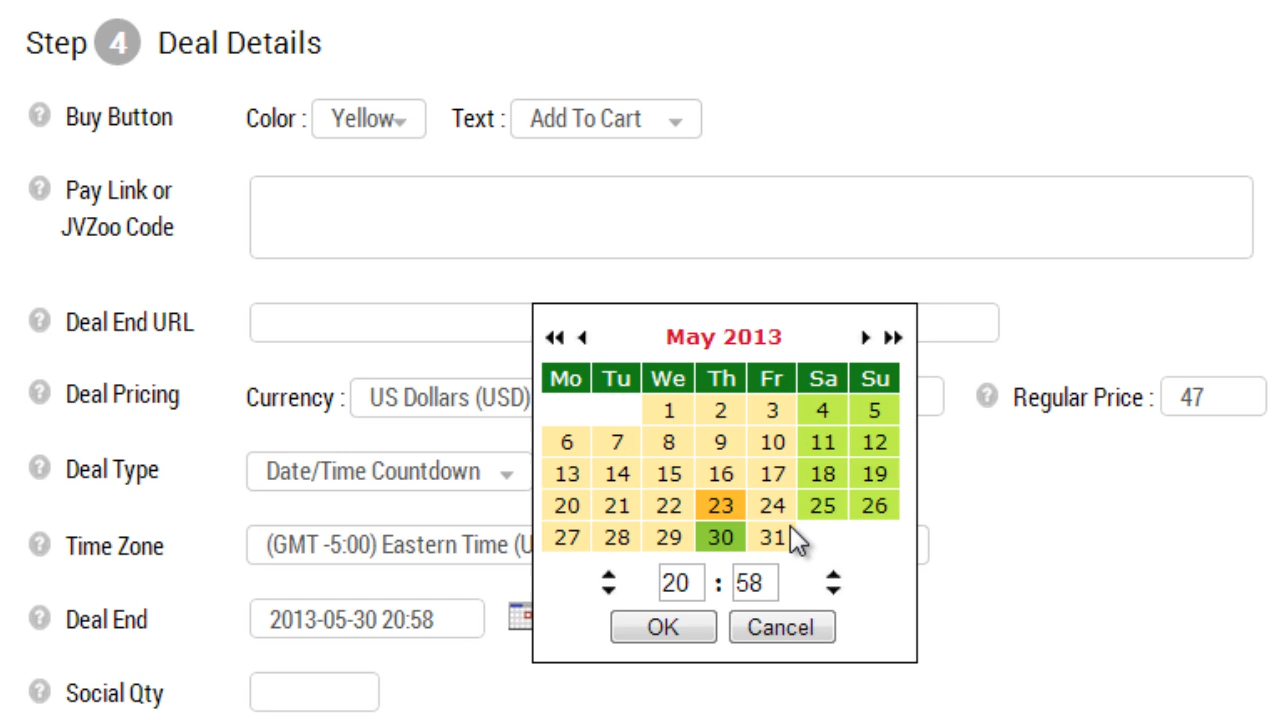 Step 4 Deal Details
Buy Button Color : Yellow Text : Add To Cart
Pay Link or
JVZoo Code
Deal End URL
Deal Pricing Currency : US Dollars (USD) Regular Price : 47
Deal Type Date/Time Countdown
Time Zone (GMT -5:00) Eastern Time (U
Deal End 2013-05-30 20:58
Social Qty
May 2013
Mo Tu We Th Fr Sa Su
1 2 3 4 5
6 7 8 9 10 11 12
13 14 15 16 17 18 19
20 21 22 23 24 25 26
27 28 29 30 31
20 : 58
OK Cancel